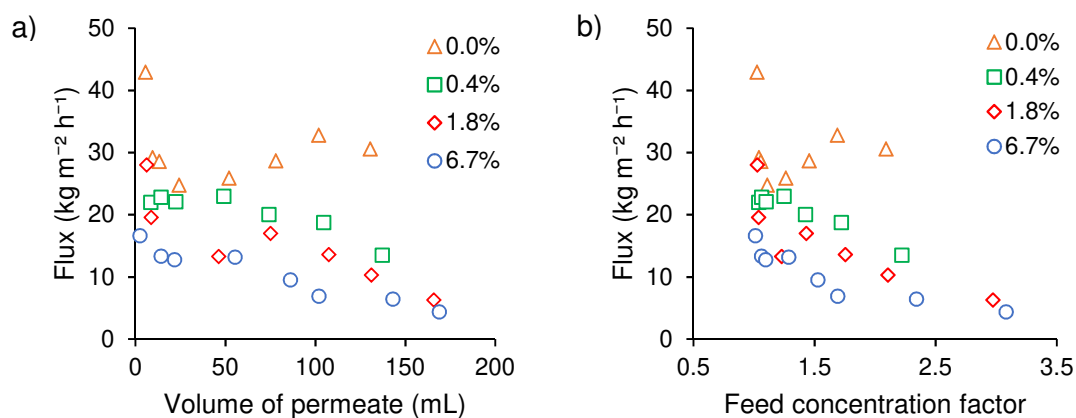 a)
Flux (kg m⁻² h⁻¹)
50
40
30
20
10
0
0.0%
0.4%
1.8%
6.7%
0 50 100 150 200
Volume of permeate (mL)
b)
Flux (kg m⁻² h⁻¹)
50
40
30
20
10
0
0.0%
0.4%
1.8%
6.7%
0.5 1.5 2.5 3.5
Feed concentration factor